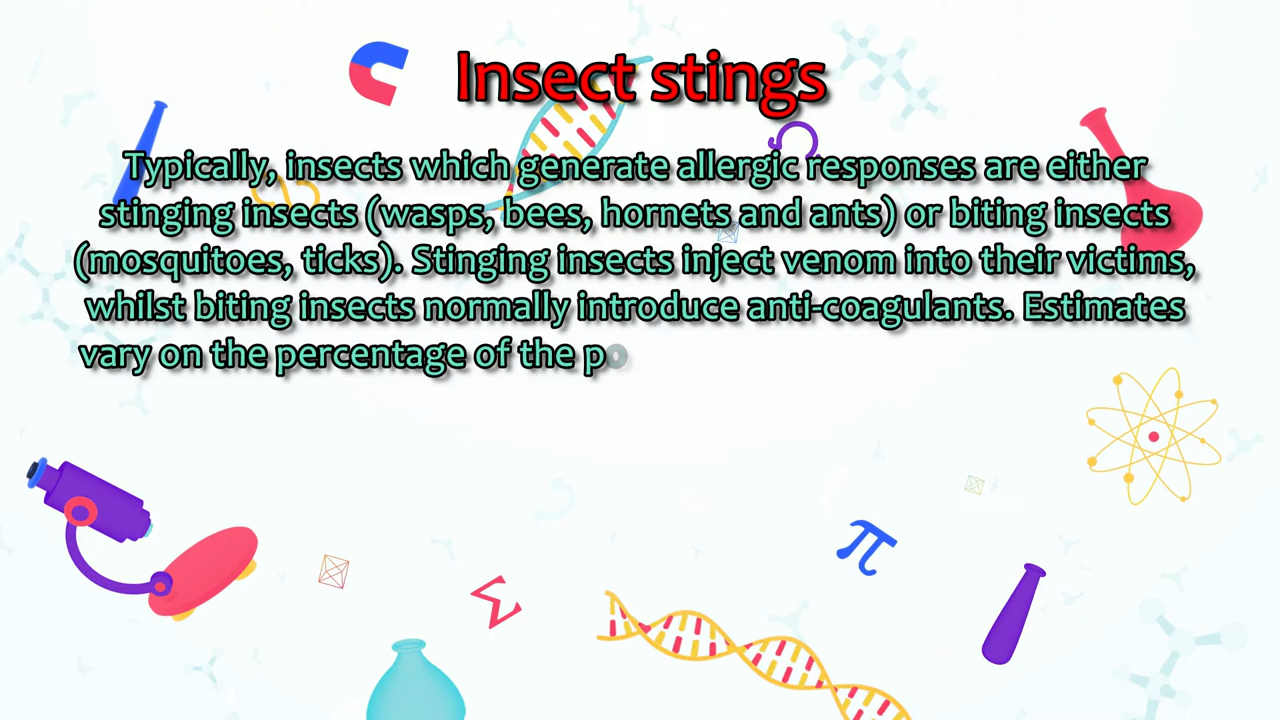 Insect stings
Typically, insects which generate allergic responses are either
stinging insects (wasps, bees, hornets and ants) or biting insects
(mosquitoes, ticks). Stinging insects inject venom into their victims,
whilst biting insects normally introduce anti-coagulants. Estimates
vary on the percentage of the po
π
Σ